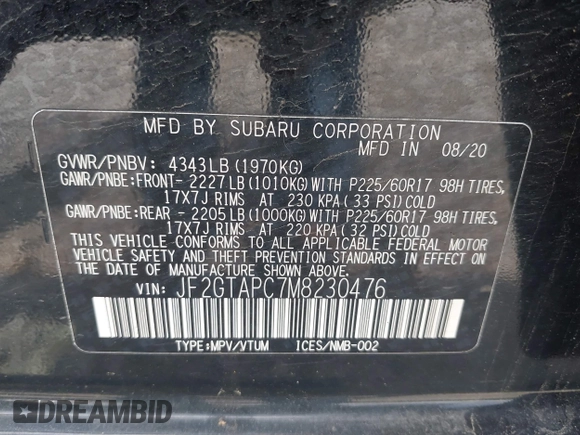 MFD BY SUBARU CORPORATION
MFD IN 08/20
GVWR/PNBV: 4343LB (1970KG)
GAWR/PNBE: FRONT- 2227 LB (1010KG) WITH P225/60R17 98H TIRES,
17X7J RIMS AT 230 KPA ( 33 PSI) COLD
GAWR/PNBE: REAR - 2205 LB (1000KG) WITH P225/60R17 98H TIRES,
17X7J RIMS AT 220 KPA ( 32 PSI) COLD
THIS VEHICLE CONFORMS TO ALL APPLICABLE FEDERAL MOTOR
VEHICLE SAFETY AND THEFT PREVENTION STANDARDS IN
EFFECT ON THE DATE OF MANUFACTURE SHOWN ABOVE.
VIN: JF2GTAPC7M8230476
TYPE:MPV/VTUM ICES/NMB-002
DREAMBID